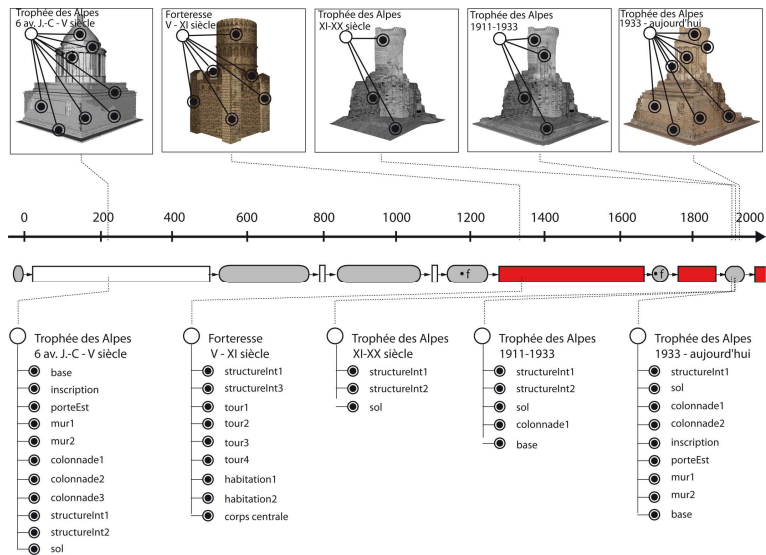 Trophée des Alpes
6 av. J.-C - V siècle
Forteresse
V - XI siècle
Trophée des Alpes
XI-XX siècle
Trophée des Alpes
1911-1933
Trophée des Alpes
1933 - aujourd'hui
0 200 400 600 800 1000 1200 1400 1600 1800 2000
f f
Trophée des Alpes
6 av. J.-C - V siècle
base
inscription
porteEst
mur1
mur2
colonnade1
colonnade2
colonnade3
structureInt1
structureInt2
sol
Forteresse
V - XI siècle
structureInt1
structureInt3
tour1
tour2
tour3
tour4
habitation1
habitation2
corps centrale
Trophée des Alpes
XI-XX siècle
structureInt1
structureInt2
sol
Trophée des Alpes
1911-1933
structureInt1
structureInt2
sol
colonnade1
base
Trophée des Alpes
1933 - aujourd'hui
structureInt1
sol
colonnade1
colonnade2
inscription
porteEst
mur1
mur2
base